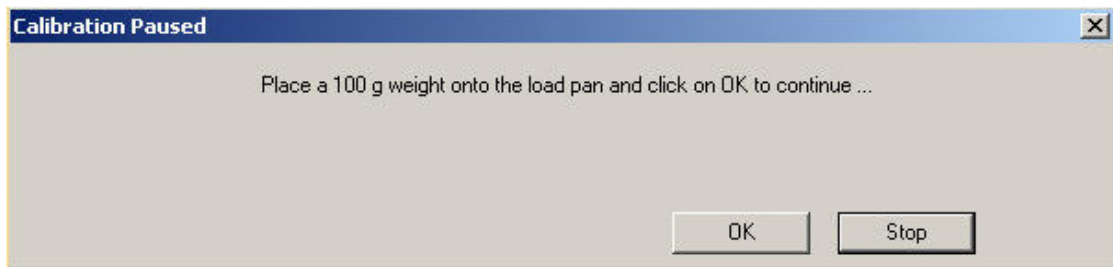 Calibration Paused
Place a 100 g weight onto the load pan and click on OK to continue ...
OK
Stop